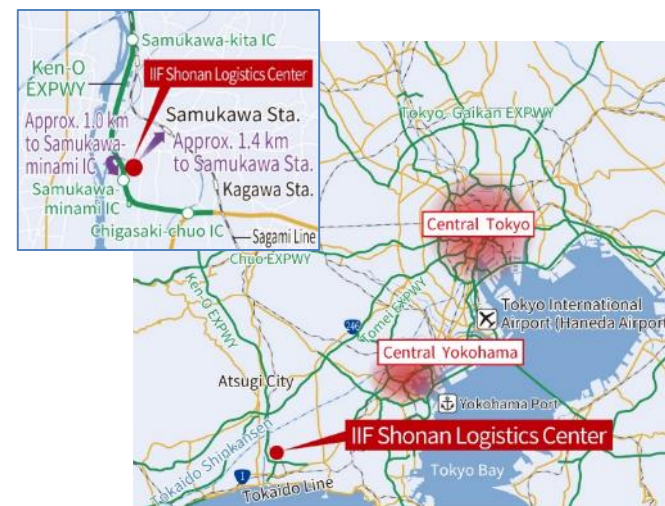 Samukawa-kita IC
Ken-O
EXPWY
IIF Shonan Logistics Center
Approx. 1.0 km
to Samukawa-
minami IC
Samukawa Sta.
Approx. 1.4 km
to Samukawa Sta.
Samukawa-
minami IC
Kagawa Sta.
Chigasaki-chuo IC
Sagami Line
Tokyo-Gaikan EXPWY
Central Tokyo
Chuo EXPWY
Ken-O EXPWY
Tomei EXPWY
246
Tokyo International
Airport (Haneda Airport
Central Yokohama
Atsugi City
Yokohama Port
IIF Shonan Logistics Center
Tokaido Shinkansen
1
Tokaido Line
Tokyo Bay